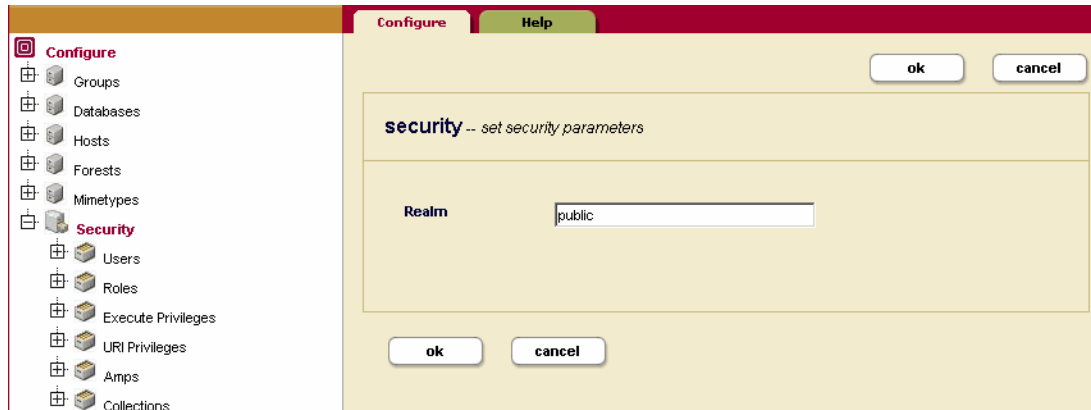 Configure Help
Configure
Groups
Databases
Hosts
Forests
Mimetypes
Security
Users
Roles
Execute Privileges
URI Privileges
Amps
Collections
ok cancel
security -- set security parameters
Realm public
ok cancel